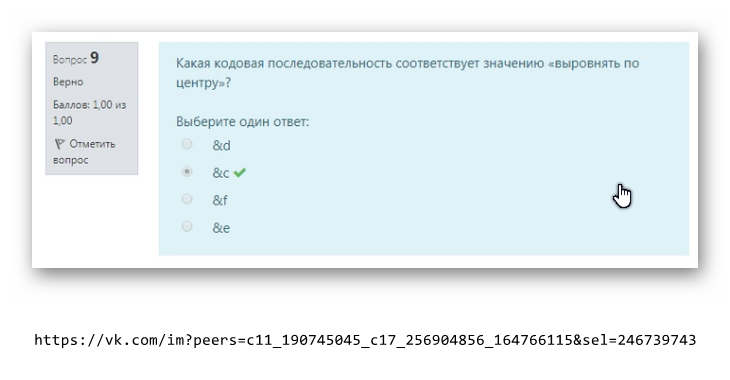 Вопрос 9
Верно
Баллов: 1,00 из
1,00
Отметить
вопрос
Какая кодовая последовательность соответствует значению «выровнять по
центру»?
Выберите один ответ:
&d
&c
&f
&e
https://vk.com/im?peers=c11_190745045_c17_256904856_164766115&sel=246739743